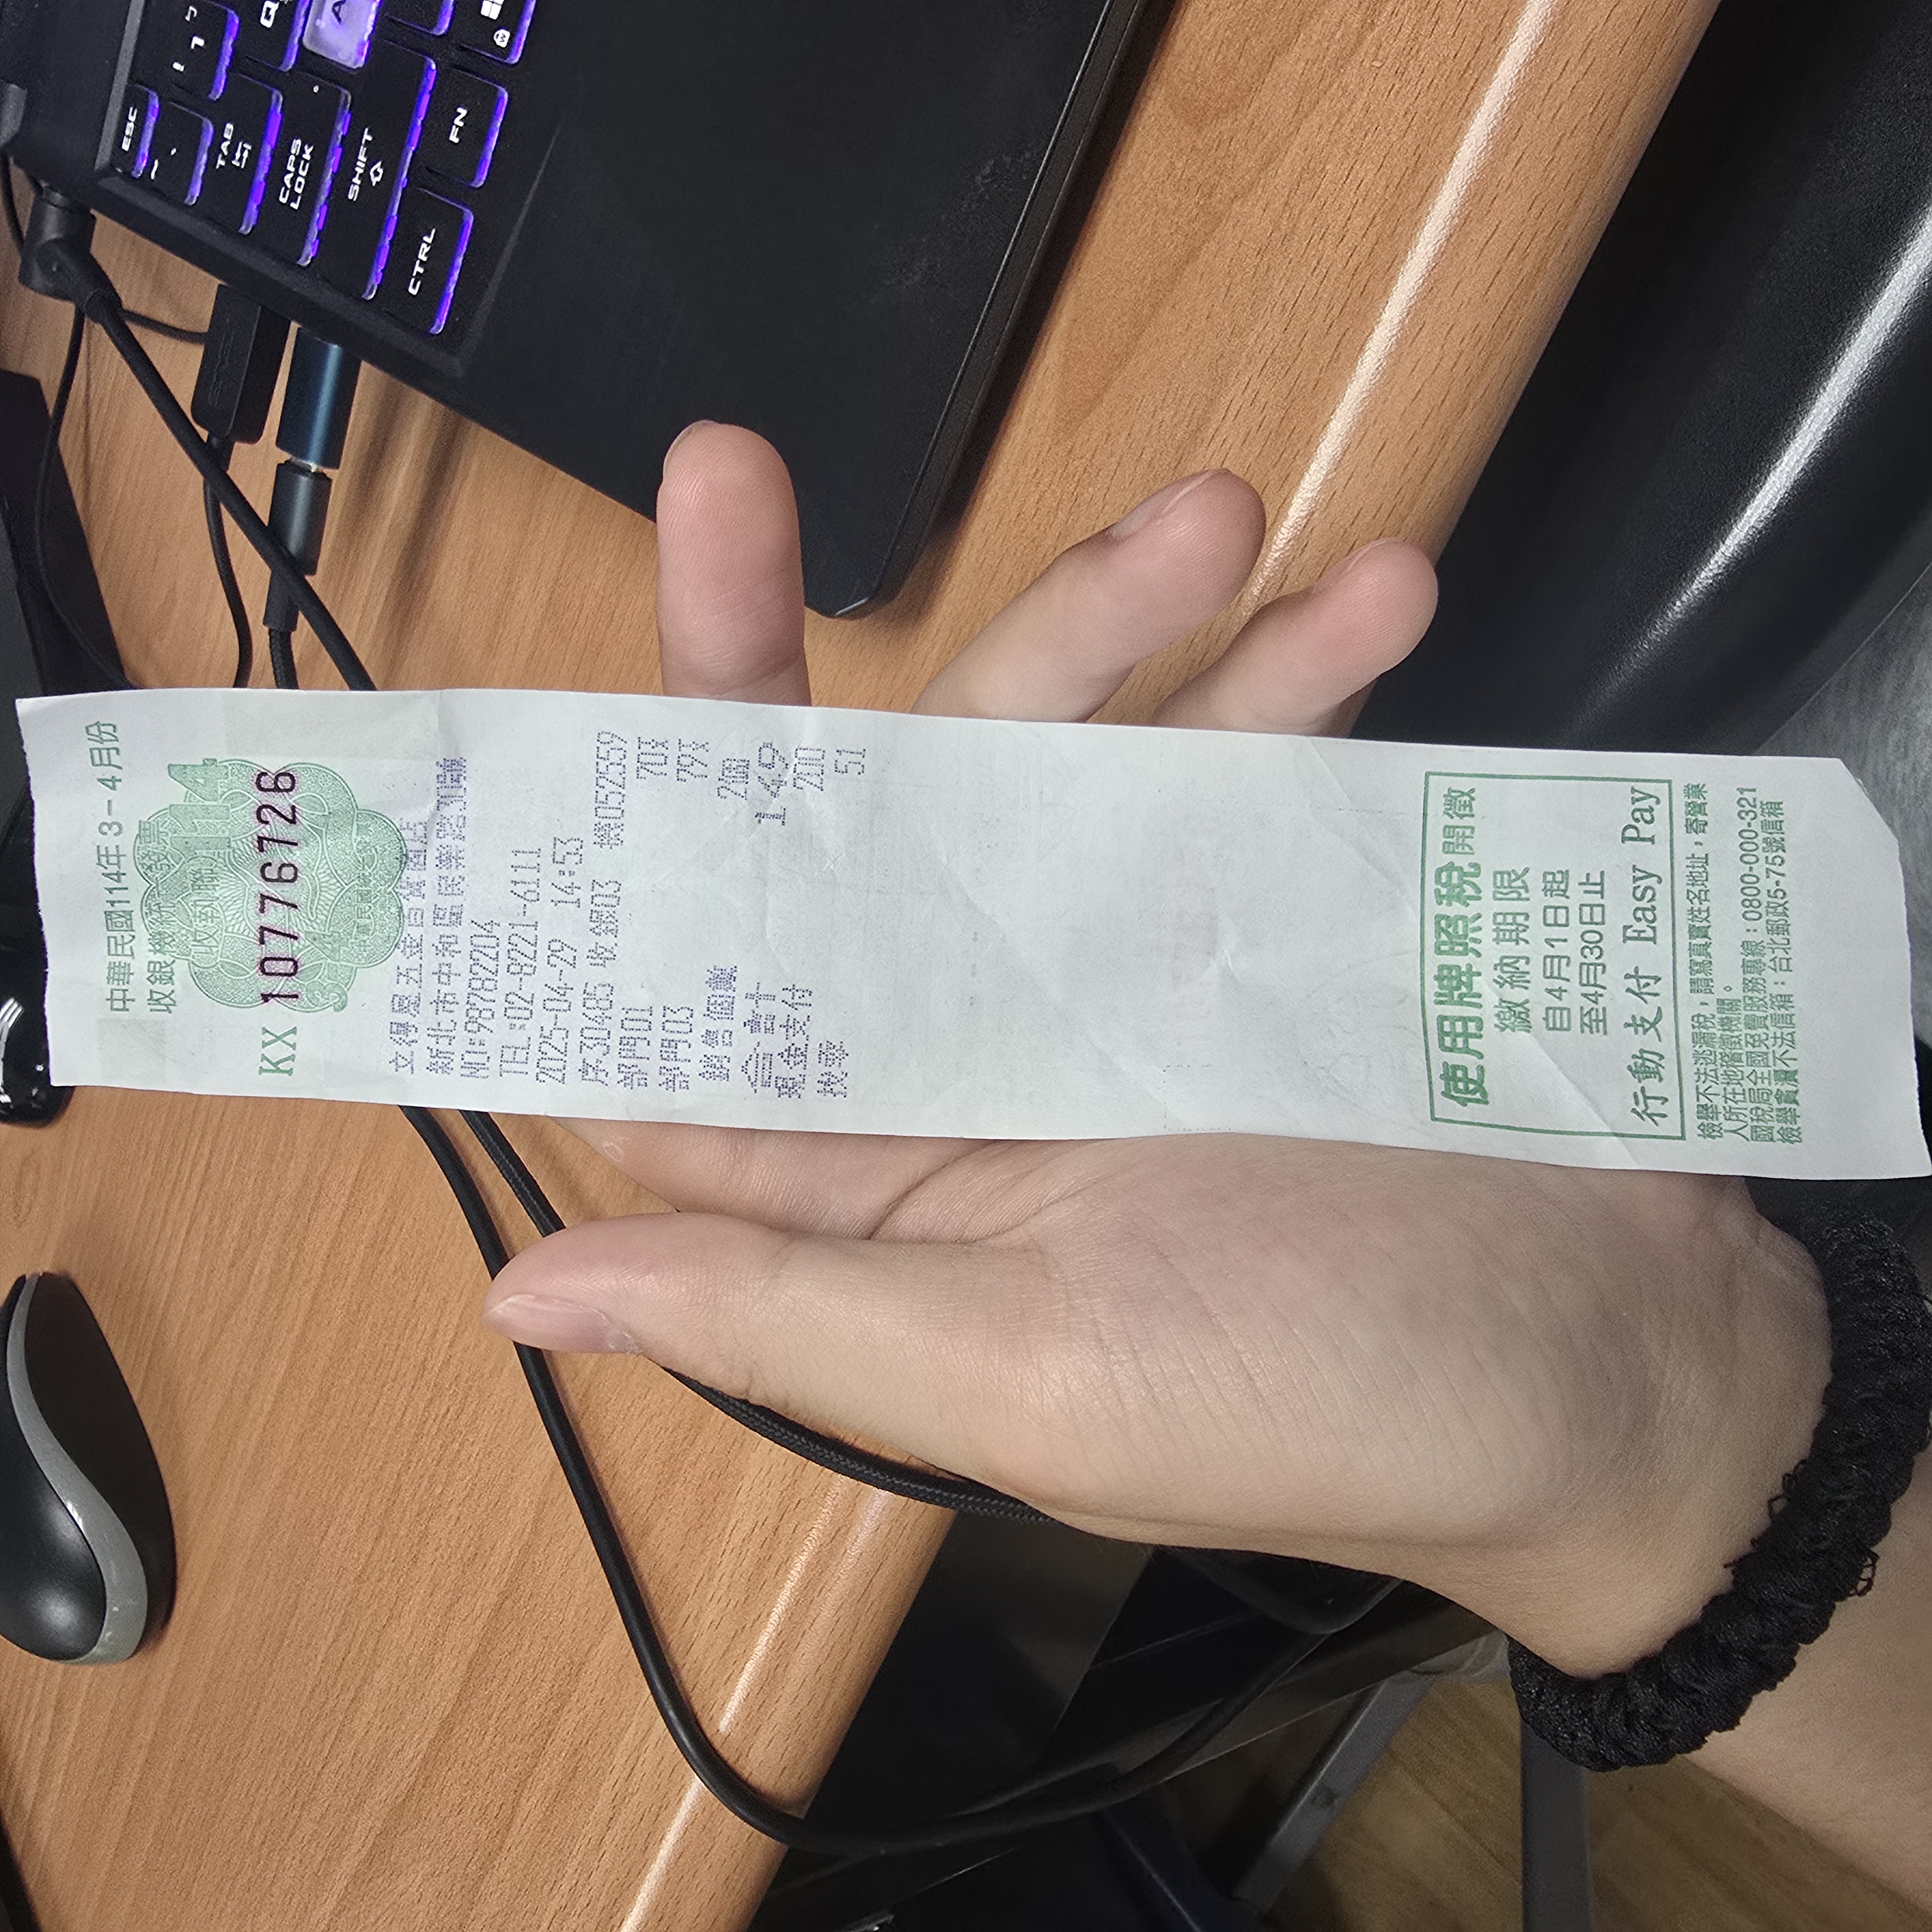 中華民國114年 3-4月份
收銀機統一發票
(收執聯)
114
KX 10776726
3-4
中華民國統一發票
立得恩五金百貨商店
新北市中和區民樂路30號
NO:98782204
TEL:02-8221-6111
2025-04-29 14:53
序30485 收銀03 機052559
部門01 70
部門03 79
銷售個數 2個
合計 149
現金支付 200
找零 51
使用牌照稅開徵
繳納期限
自4月1日起
至4月30日止
行動支付 Easy Pay
檢舉不法逃漏稅,請寫真實姓名地址,寄營業
人所在地稽徵機關。
國稅局全國免費服務專線:0800-000-321
檢舉貪瀆不法信箱:台北郵政5-75號信箱
ESC
1
TAB
Q
CAPS
LOCK
A
SHIFT
CTRL
FN